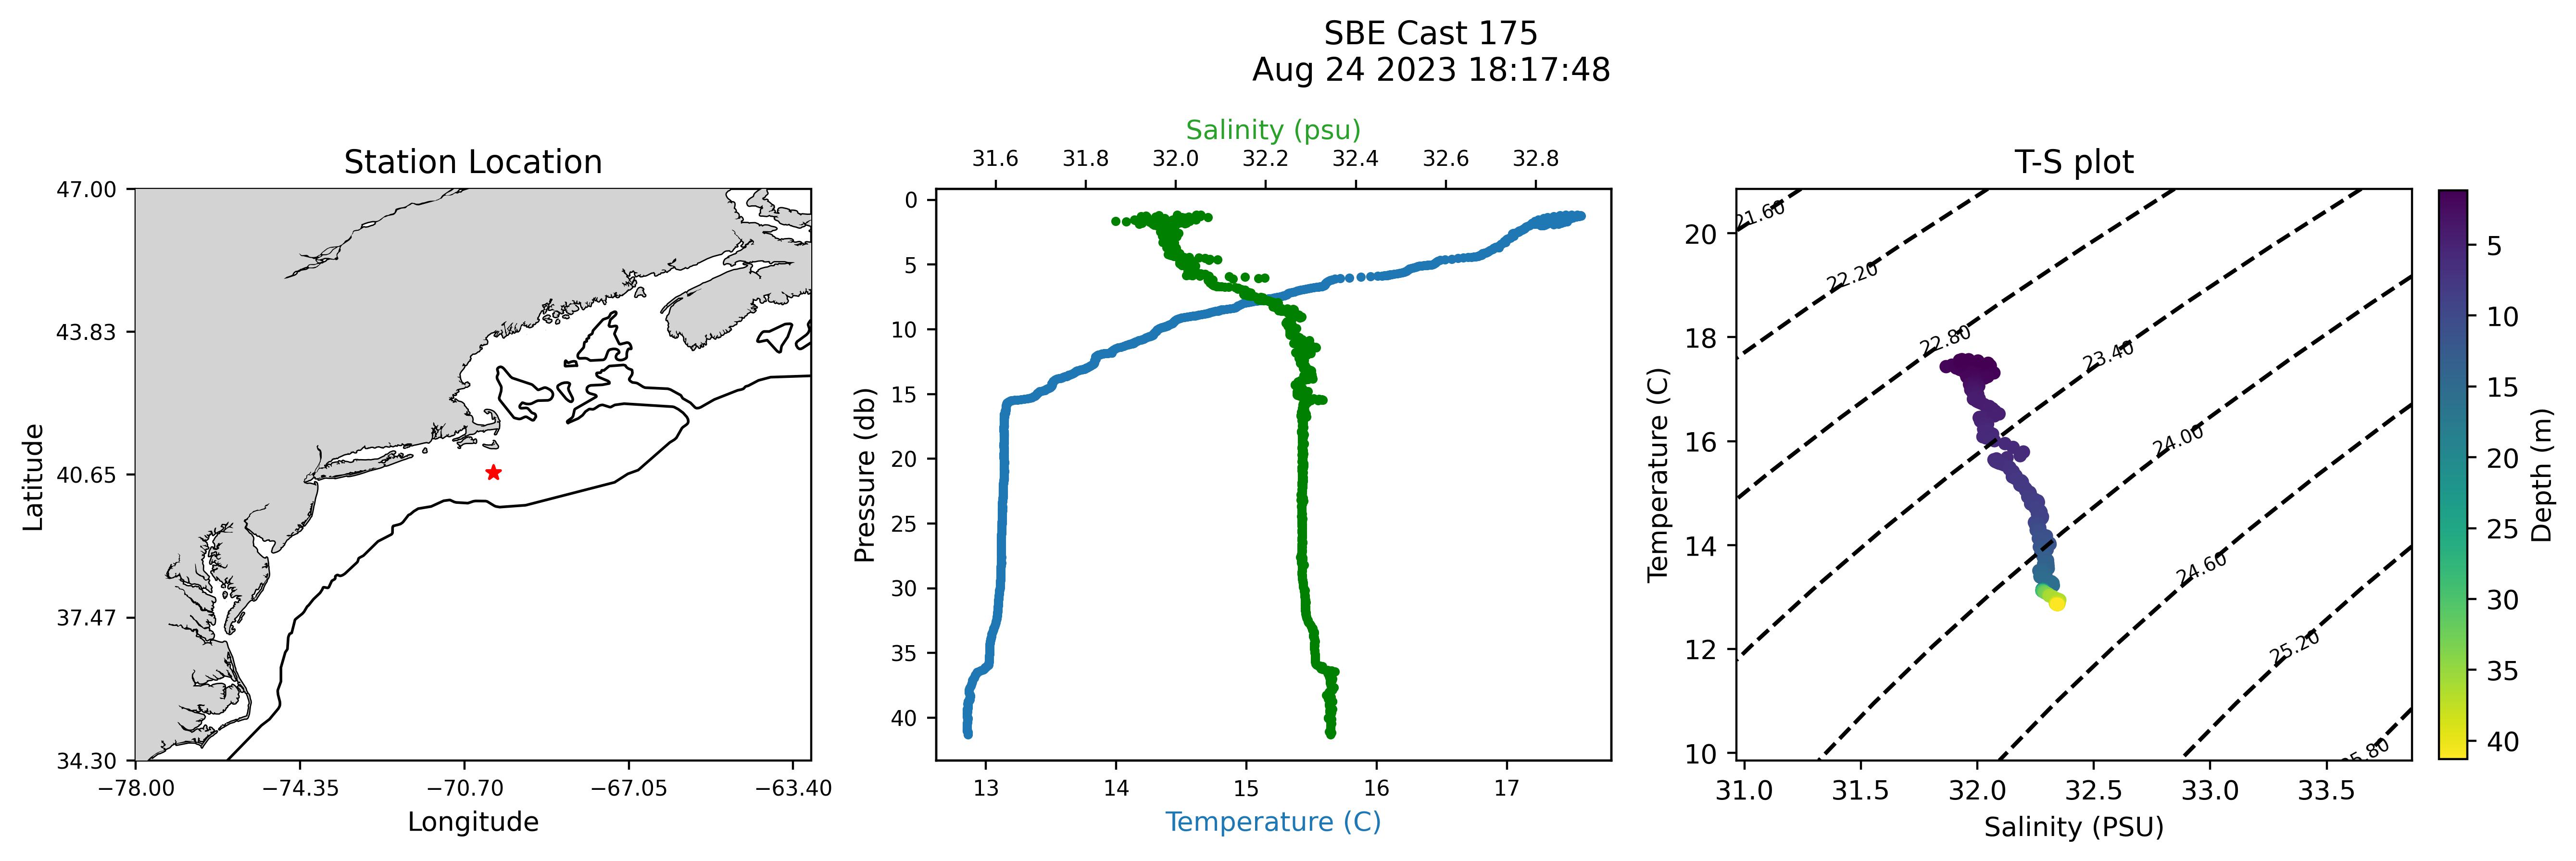 SBE Cast 175
Aug 24 2023 18:17:48
Station Location
47.00
43.83
40.65
37.47
34.30
Latitude
−78.00 −74.35 −70.70 −67.05 −63.40
Longitude
Salinity (psu)
31.6 31.8 32.0 32.2 32.4 32.6 32.8
0
5
10
15
20
25
30
35
40
Pressure (db)
13 14 15 16 17
Temperature (C)
T-S plot
20
18
16
14
12
10
Temperature (C)
21.60
22.20
22.80
23.40
24.00
24.60
25.20
5.80
31.0 31.5 32.0 32.5 33.0 33.5
Salinity (PSU)
5
10
15
20
25
30
35
40
Depth (m)